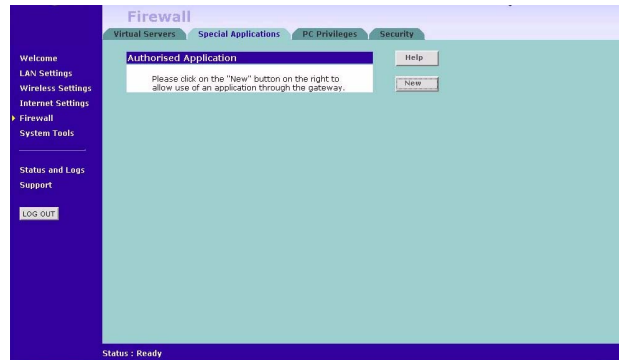 Firewall
Virtual Servers Special Applications PC Privileges Security
Welcome
LAN Settings
Wireless Settings
Internet Settings
Firewall
System Tools
Status and Logs
Support
LOG OUT
Authorised Application
Please click on the "New" button on the right to
allow use of an application through the gateway.
Help
New
Status : Ready